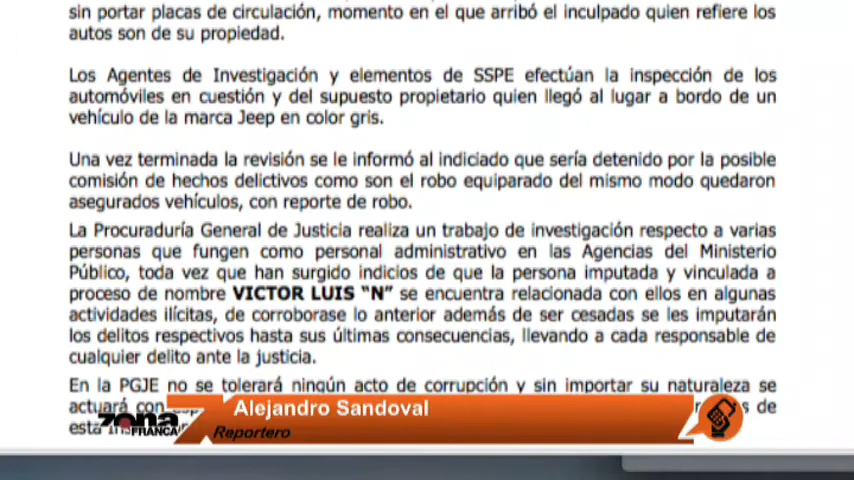 sin portar placas de circulación, momento en el que arribó el inculpado quien refiere los
autos son de su propiedad.
Los Agentes de Investigación y elementos de SSPE efectúan la inspección de los
automóviles en cuestión y del supuesto propietario quien llegó al lugar a bordo de un
vehículo de la marca Jeep en color gris.
Una vez terminada la revisión se le informó al indiciado que sería detenido por la posible
comisión de hechos delictivos como son el robo equiparado del mismo modo quedaron
asegurados vehículos, con reporte de robo.
La Procuraduría General de Justicia realiza un trabajo de investigación respecto a varias
personas que fungen como personal administrativo en las Agencias del Ministerio
Público, toda vez que han surgido indicios de que la persona imputada y vinculada a
proceso de nombre VICTOR LUIS "N" se encuentra relacionada con ellos en algunas
actividades ilícitas, de corroborase lo anterior además de ser cesadas se les imputarán
los delitos respectivos hasta sus últimas consecuencias, llevando a cada responsable de
cualquier delito ante la justicia.
En la PGJE no se tolerará ningún acto de corrupción y sin importar su naturaleza se
actuará con de
esta
zona
FRANCA
Alejandro Sandoval
Reportero